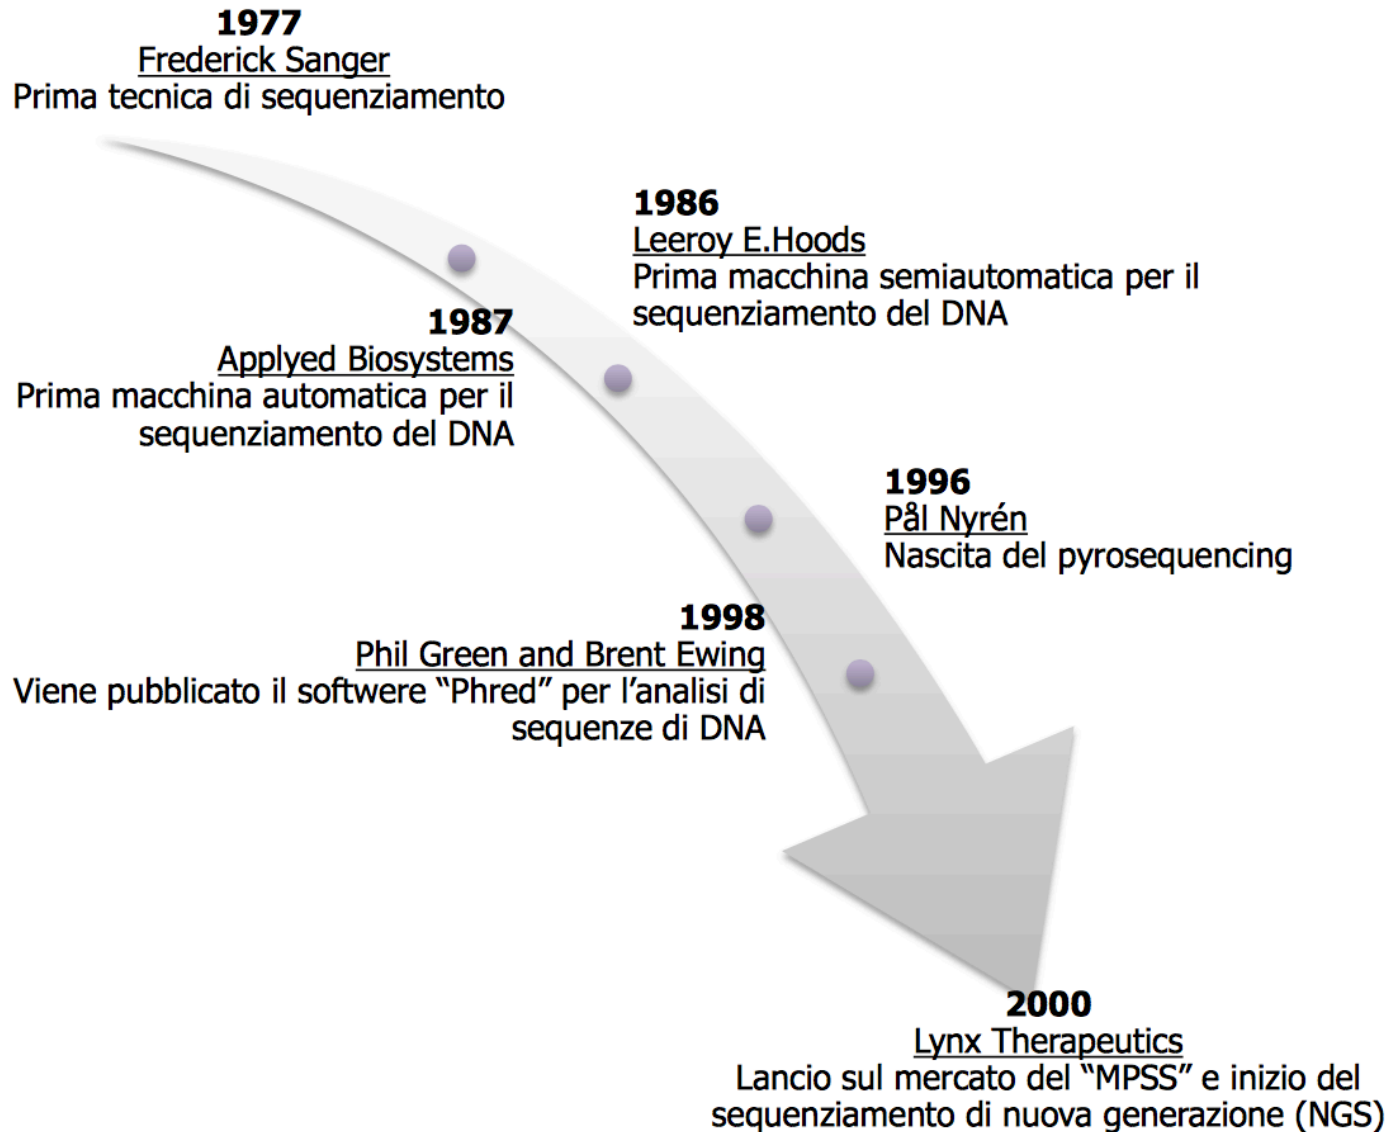 1977
Frederick Sanger
Prima tecnica di sequenziamento
1986
Leeroy E.Hoods
Prima macchina semiautomatica per il
sequenziamento del DNA
1987
Applyed Biosystems
Prima macchina automatica per il
sequenziamento del DNA
1996
Pål Nyrén
Nascita del pyrosequencing
1998
Phil Green and Brent Ewing
Viene pubblicato il softwere “Phred” per l’analisi di
sequenze di DNA
2000
Lynx Therapeutics
Lancio sul mercato del “MPSS” e inizio del
sequenziamento di nuova generazione (NGS)